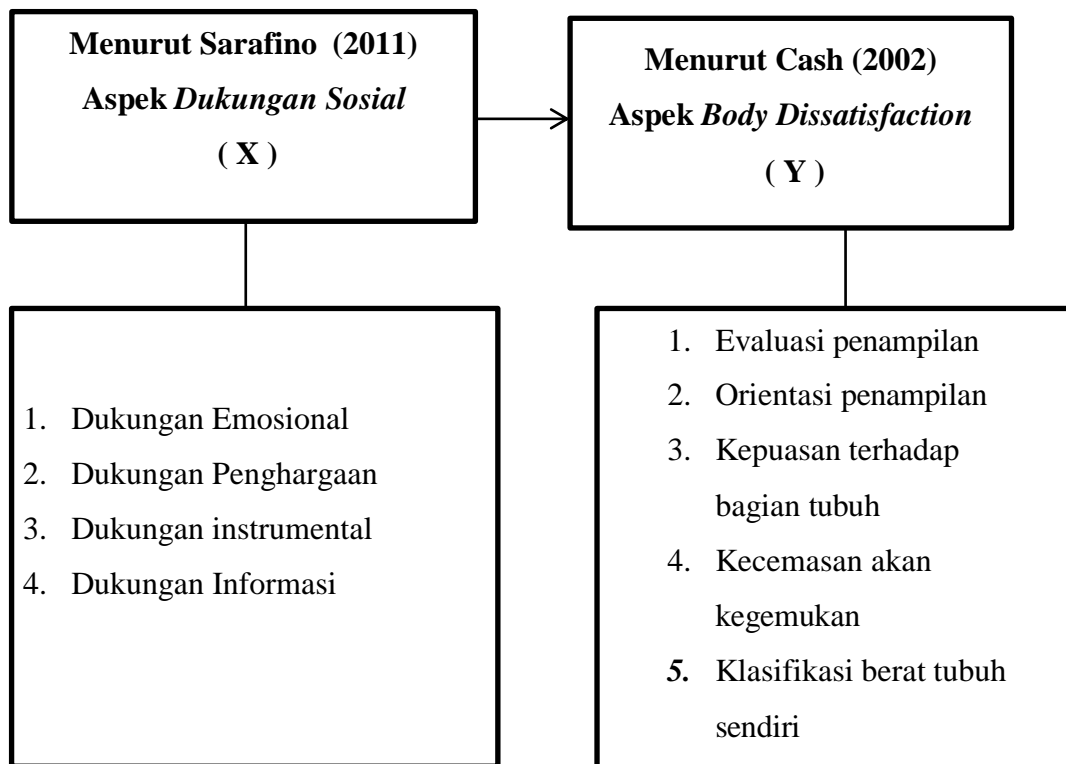 Menurut Sarafino (2011)
Aspek Dukungan Sosial
( X )
Menurut Cash (2002)
Aspek Body Dissatisfaction
( Y )
1. Dukungan Emosional
2. Dukungan Penghargaan
3. Dukungan instrumental
4. Dukungan Informasi
1. Evaluasi penampilan
2. Orientasi penampilan
3. Kepuasan terhadap
bagian tubuh
4. Kecemasan akan
kegemukan
5. Klasifikasi berat tubuh
sendiri